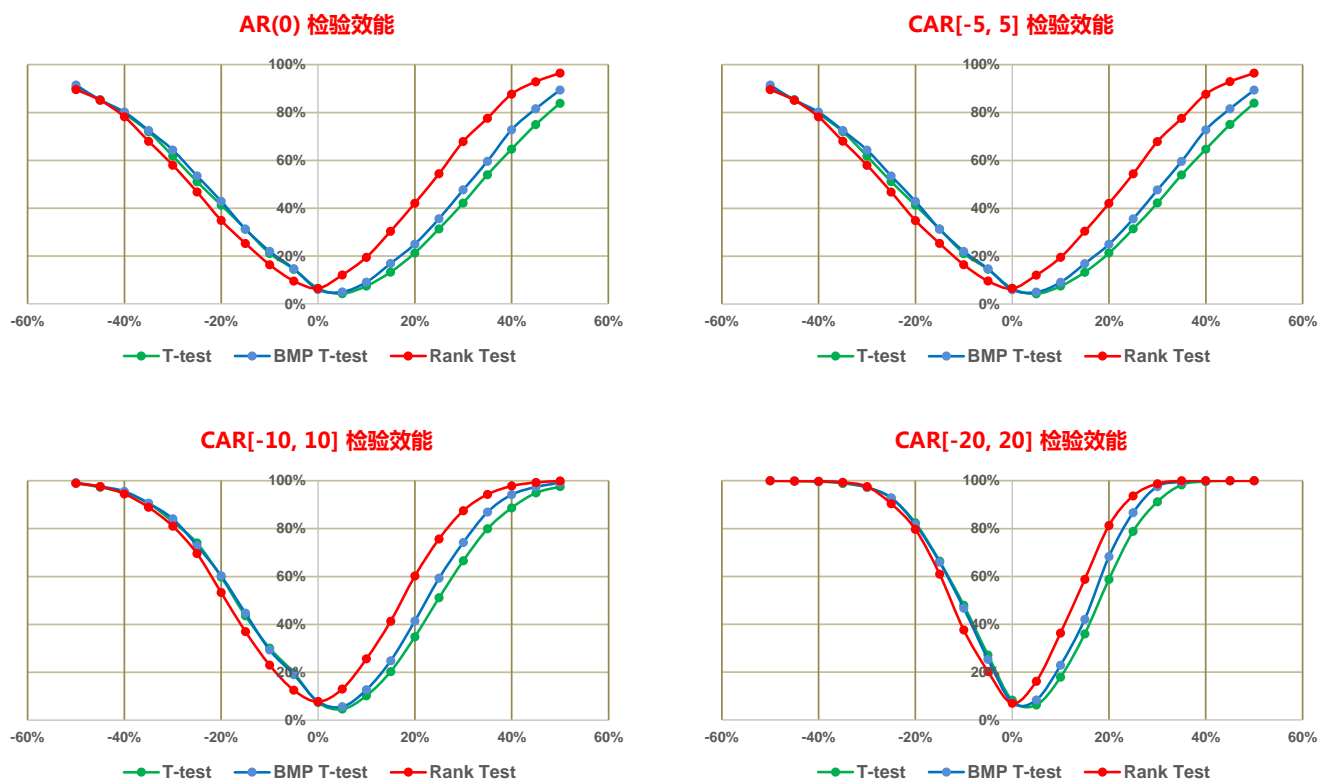 AR(0) 检验效能
100%
80%
60%
40%
20%
0%
-60% -40% -20% 0% 20% 40% 60%
T-test BMP T-test Rank Test
CAR[-5, 5] 检验效能
100%
80%
60%
40%
20%
0%
-60% -40% -20% 0% 20% 40% 60%
T-test BMP T-test Rank Test
CAR[-10, 10] 检验效能
100%
80%
60%
40%
20%
0%
-60% -40% -20% 0% 20% 40% 60%
T-test BMP T-test Rank Test
CAR[-20, 20] 检验效能
100%
80%
60%
40%
20%
0%
-60% -40% -20% 0% 20% 40% 60%
T-test BMP T-test Rank Test